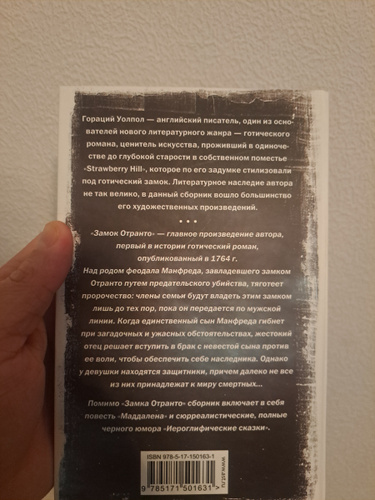 Гораций Уолпол — английский писатель, один из осно-
вателей нового литературного жанра — готического
романа, ценитель искусства, проживший в одиноче-
стве до глубокой старости в собственном поместье
«Strawberry Hill», которое по его задумке стилизовали
под готический замок. Литературное наследие автора
не так велико, в данный сборник вошло большинство
его художественных произведений.
• • •
«Замок Отранто» — главное произведение автора,
первый в истории готический роман,
опубликованный в 1764 г.
Над родом феодала Манфреда, завладевшего замком
Отранто путем предательского убийства, тяготеет
пророчество: члены семьи будут владеть этим замком
лишь до тех пор, пока он передается по мужской
линии. Когда единственный сын Манфреда гибнет
при загадочных и ужасных обстоятельствах, жестокий
отец решает вступить в брак с невестой сына против
ее воли, чтобы обеспечить себе наследника. Однако
у девушки находятся защитники, причем далеко не все
из них принадлежат к миру смертных...
Помимо «Замка Отранто» сборник включает в себя
повесть «Маддалена» и сюрреалистические, полные
черного юмора «Иероглифические сказки».
ISBN 978-5-17-150163-1
9 785171 501631 >